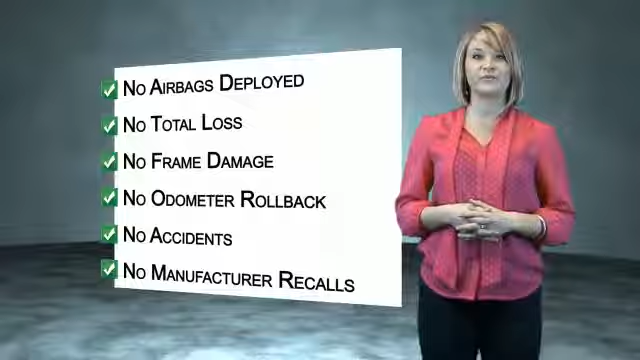 No Airbags Deployed
No Total Loss
No Frame Damage
No Odometer Rollback
No Accidents
No Manufacturer Recalls